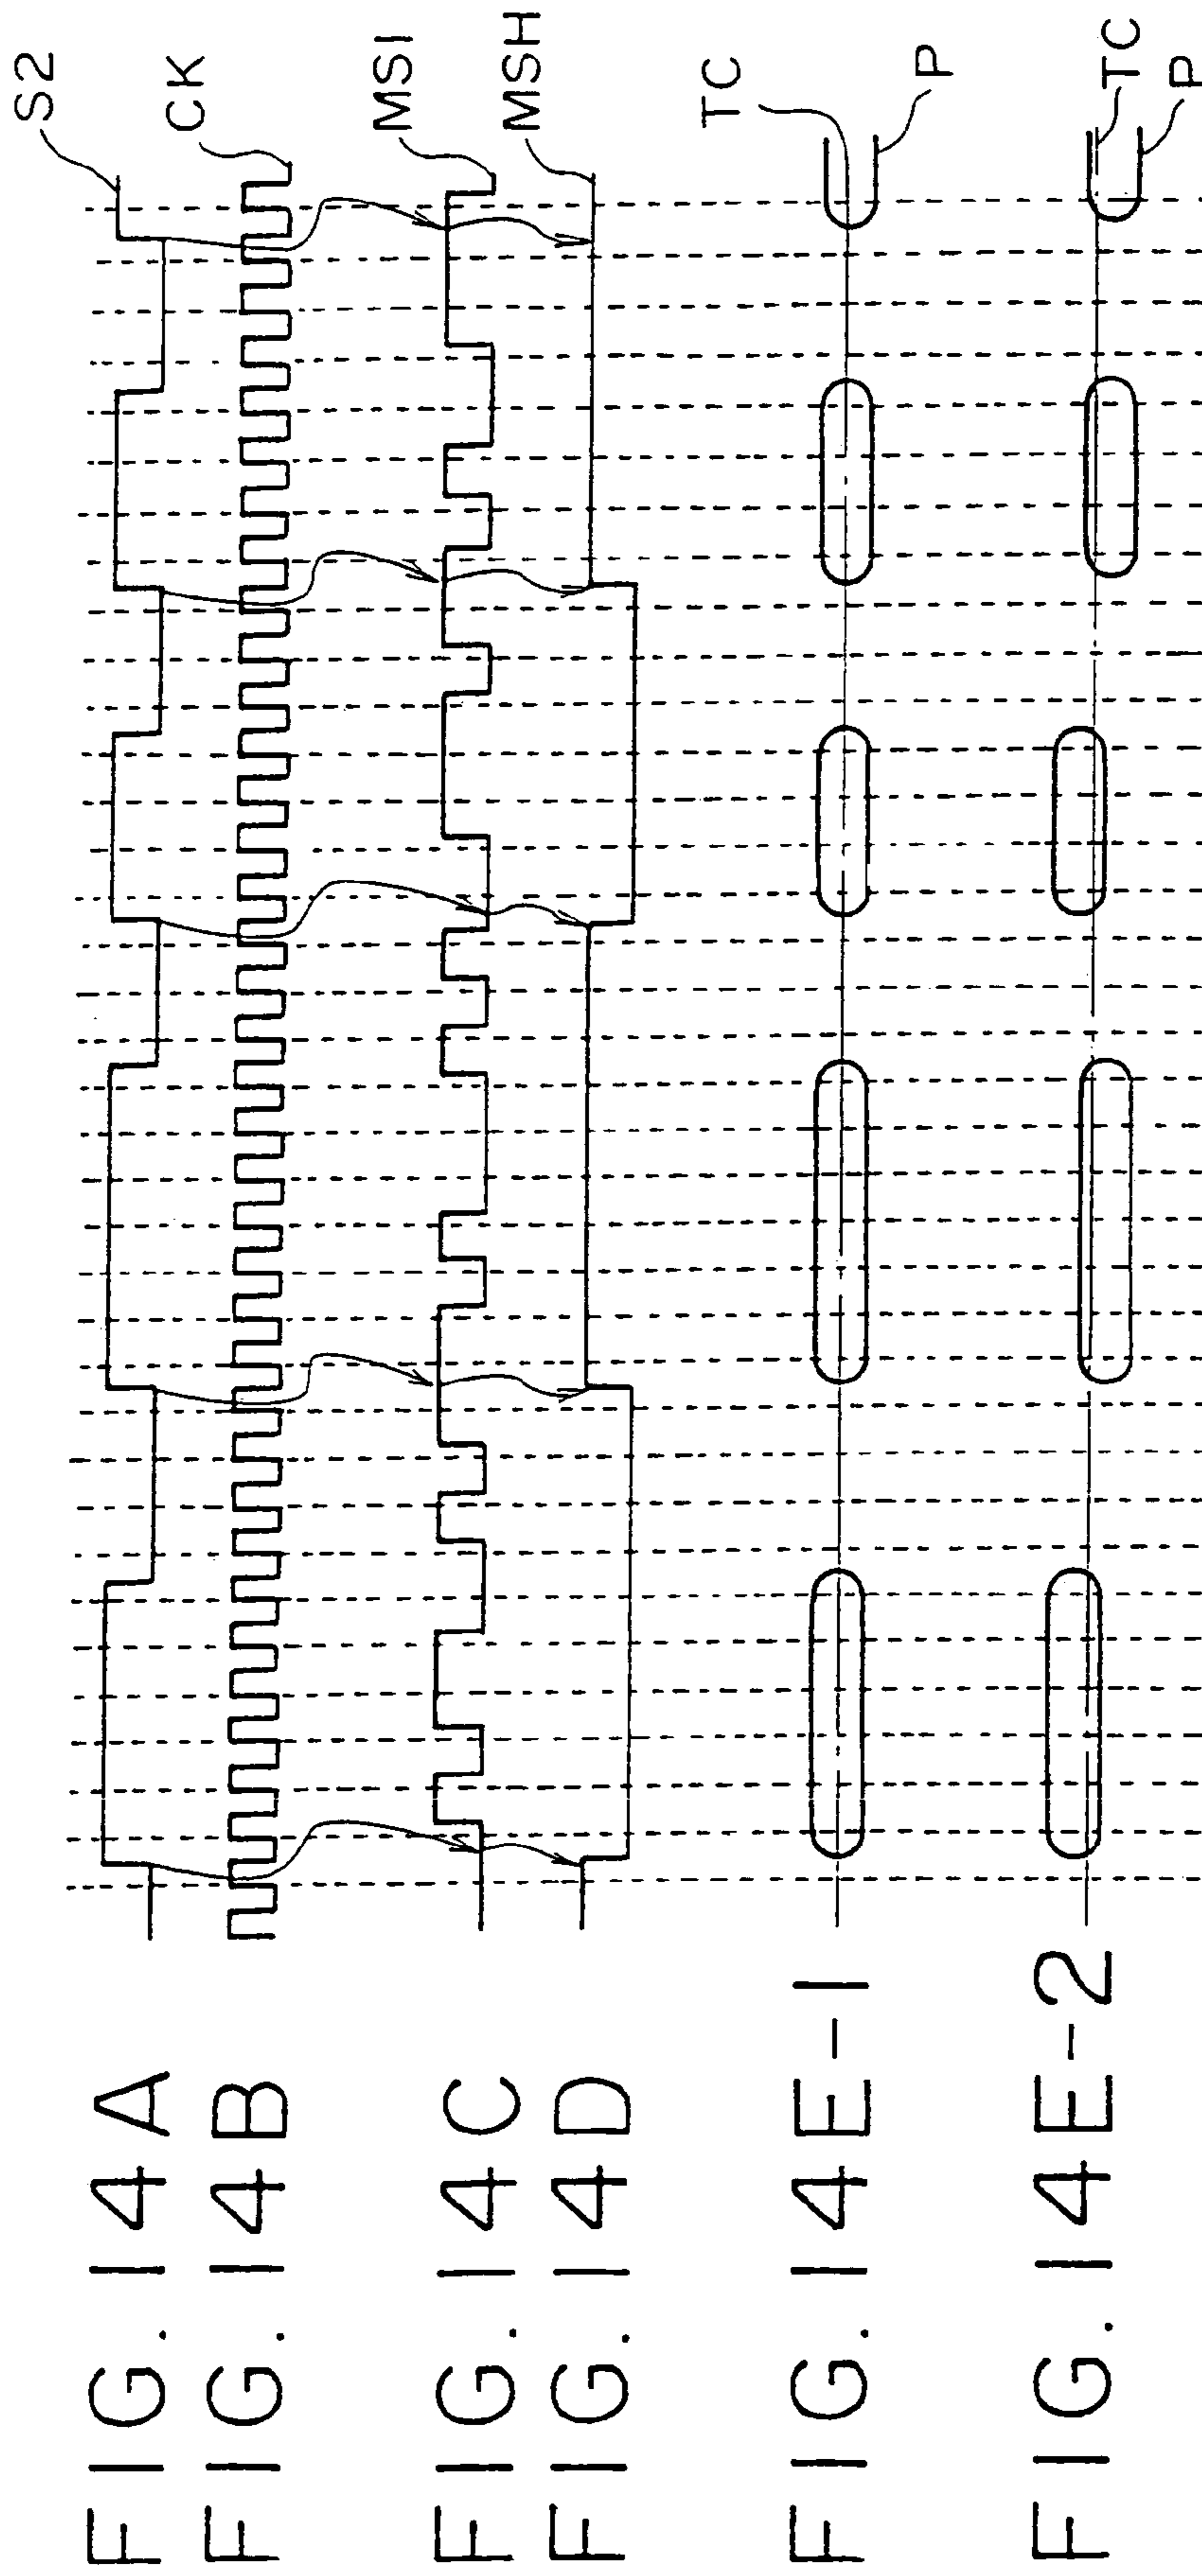 FIG. 14A
S2
FIG. 14B
CK
FIG. 14C
MSI
FIG. 14D
MSH
FIG. 14E-1
TC
P
FIG. 14E-2
TC
P